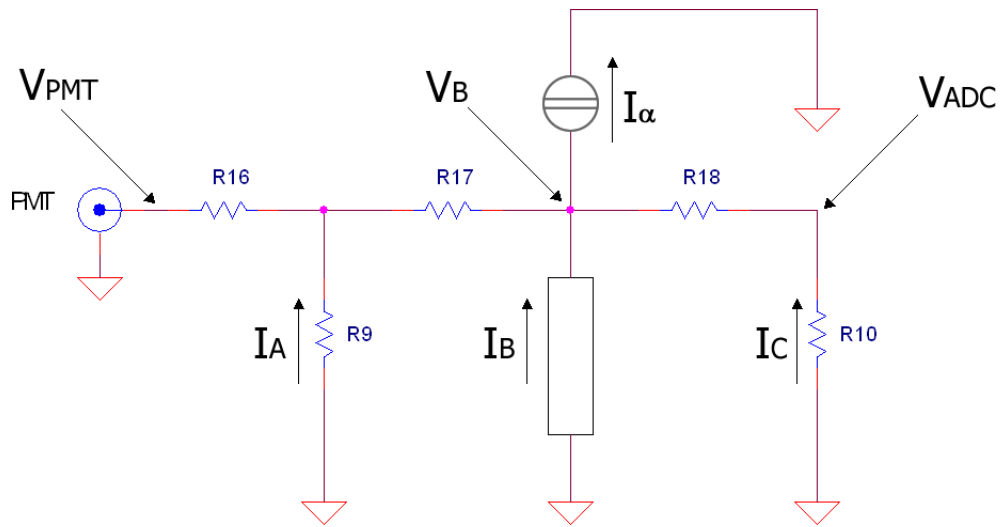 VPMT
VB
Iα
VADC
PMT
R16
R17
R18
IA
R9
IB
IC
R10